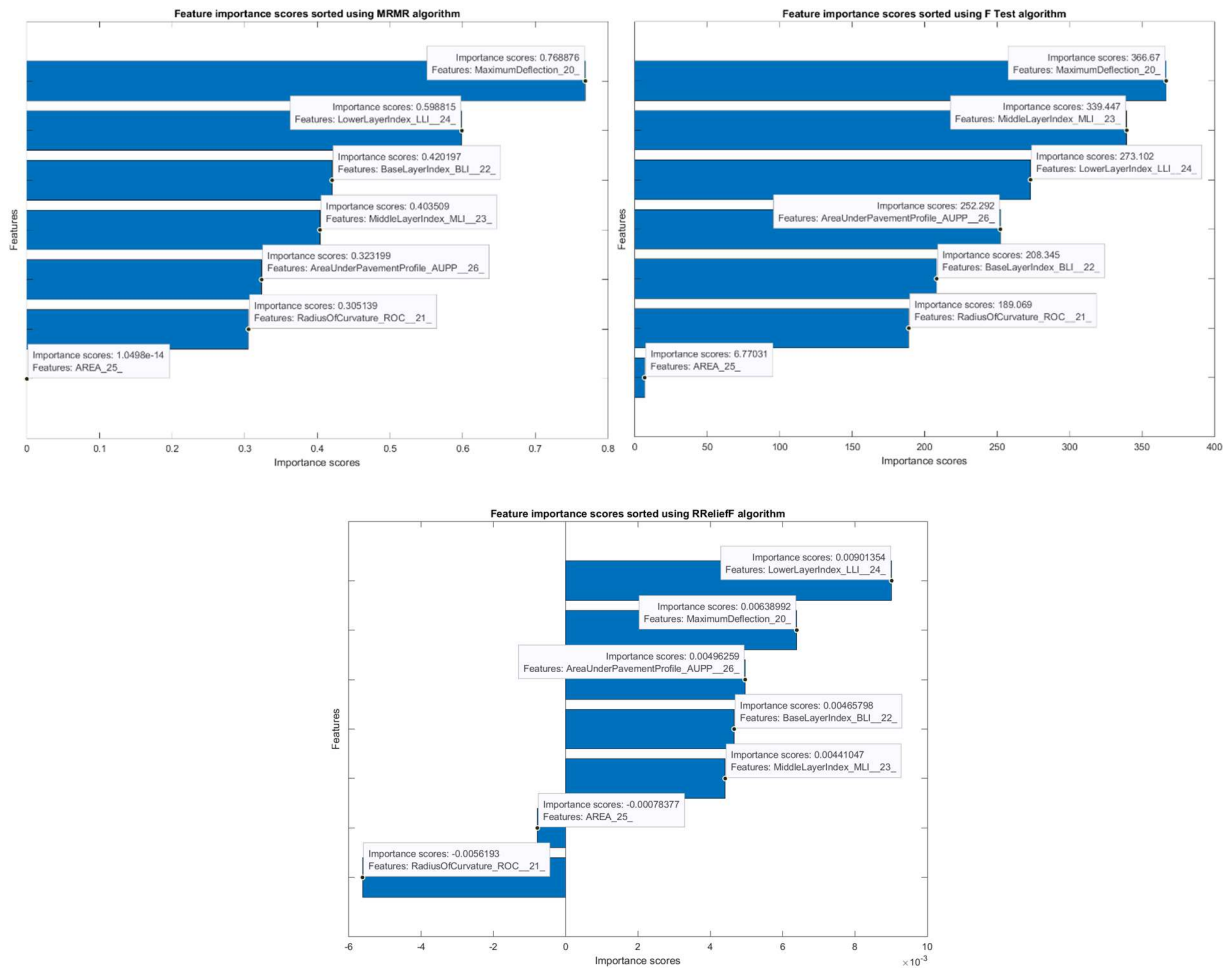 Feature importance scores sorted using MRMR algorithm
Importance scores: 0.768876
Features: MaximumDeflection_20_
Importance scores: 0.598815
Features: LowerLayerIndex_LLI__24_
Importance scores: 0.420197
Features: BaseLayerIndex_BLI__22_
Importance scores: 0.403509
Features: MiddleLayerIndex_MLI__23_
Importance scores: 0.323199
Features: AreaUnderPavementProfile_AUPP__26_
Importance scores: 0.305139
Features: RadiusOfCurvature_ROC__21_
Importance scores: 1.0498e-14
Features: AREA_25_
Features
0 0.1 0.2 0.3 0.4 0.5 0.6 0.7 0.8
Importance scores
Feature importance scores sorted using F Test algorithm
Importance scores: 366.67
Features: MaximumDeflection_20_
Importance scores: 339.447
Features: MiddleLayerIndex_MLI__23_
Importance scores: 273.102
Features: LowerLayerIndex_LLI__24_
Importance scores: 252.292
Features: AreaUnderPavementProfile_AUPP__26_
Importance scores: 208.345
Features: BaseLayerIndex_BLI__22_
Importance scores: 189.069
Features: RadiusOfCurvature_ROC__21_
Importance scores: 6.77031
Features: AREA_25_
Features
0 50 100 150 200 250 300 350 400
Importance scores
Feature importance scores sorted using RReliefF algorithm
Importance scores: 0.00901354
Features: LowerLayerIndex_LLI__24_
Importance scores: 0.00638992
Features: MaximumDeflection_20_
Importance scores: 0.00496259
Features: AreaUnderPavementProfile_AUPP__26_
Importance scores: 0.00465798
Features: BaseLayerIndex_BLI__22_
Importance scores: 0.00441047
Features: MiddleLayerIndex_MLI__23_
Importance scores: -0.00078377
Features: AREA_25_
Importance scores: -0.0056193
Features: RadiusOfCurvature_ROC__21_
Features
-6 -4 -2 0 2 4 6 8 10
Importance scores
×10⁻³